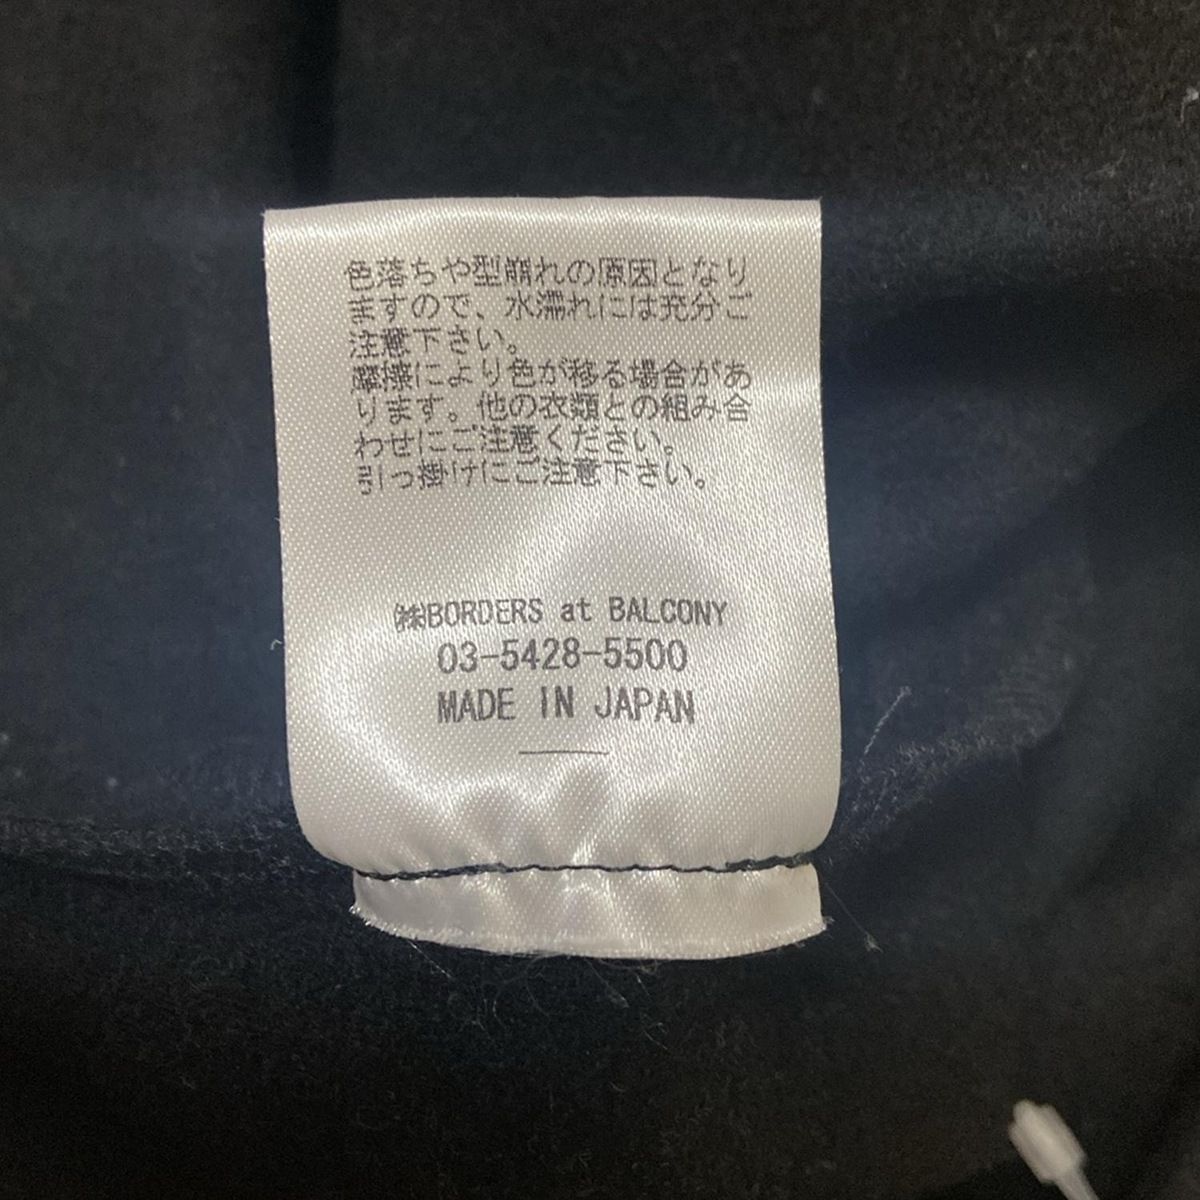 色落ちや型崩れの原因となり
ますので、水濡れには充分ご
注意下さい。
摩擦により色が移る場合があ
ります。他の衣類との組み合
わせにご注意ください。
引っ掛けにご注意下さい。
㈱BORDERS at BALCONY
03-5428-5500
MADE IN JAPAN